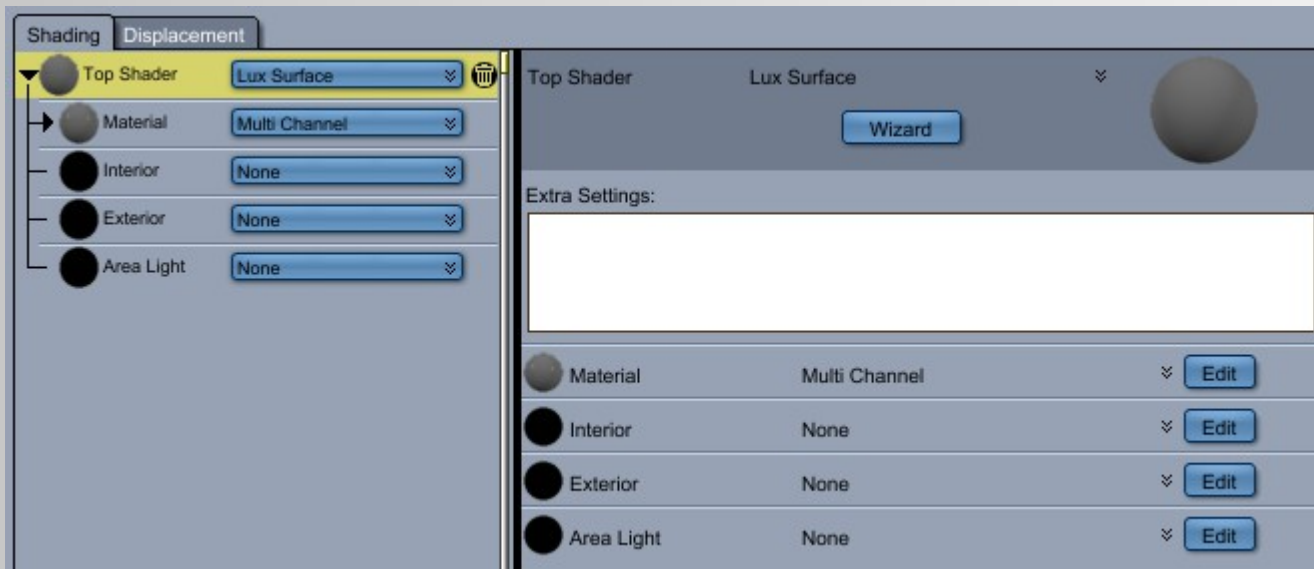 Shading Displacement
Top Shader Lux Surface
Material Multi Channel
Interior None
Exterior None
Area Light None
Top Shader Lux Surface
Wizard
Extra Settings:
Material Multi Channel Edit
Interior None Edit
Exterior None Edit
Area Light None Edit